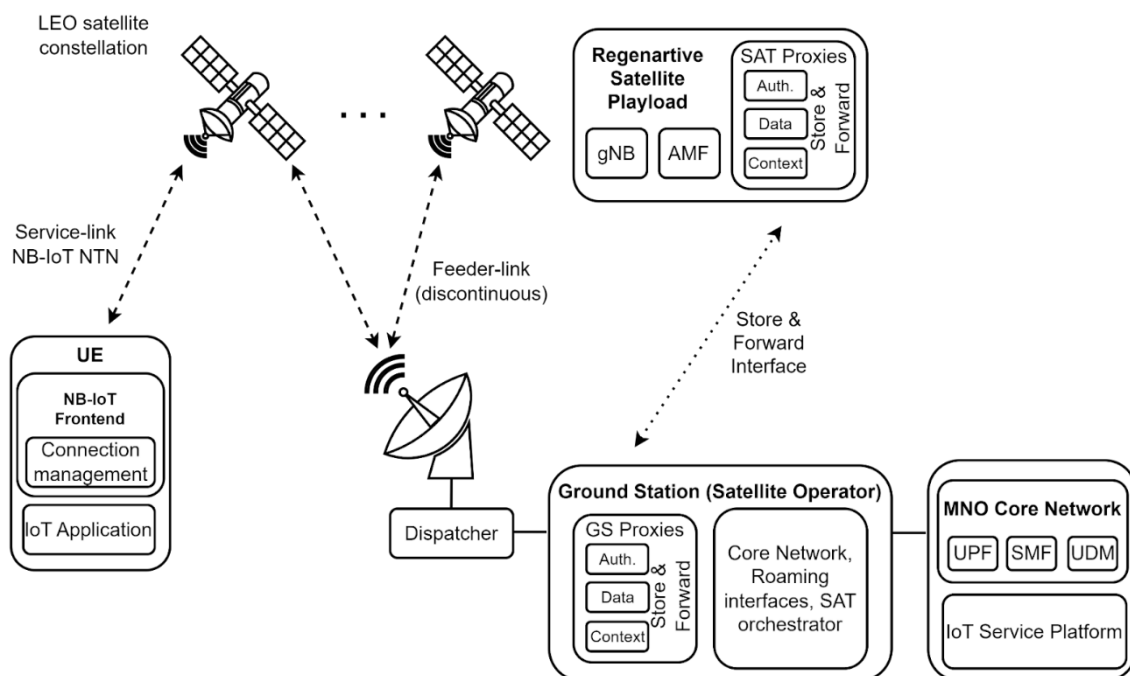 LEO satellite
constellation
. . .
Regenartive
Satellite
Playload
gNB
AMF
SAT Proxies
Auth.
Data
Context
Store &
Forward
Service-link
NB-IoT NTN
Feeder-link
(discontinuous)
Store &
Forward
Interface
UE
NB-IoT
Frontend
Connection
management
IoT Application
Dispatcher
Ground Station (Satellite Operator)
GS Proxies
Auth.
Data
Context
Store &
Forward
Core Network,
Roaming
interfaces, SAT
orchestrator
MNO Core Network
UPF
SMF
UDM
IoT Service Platform